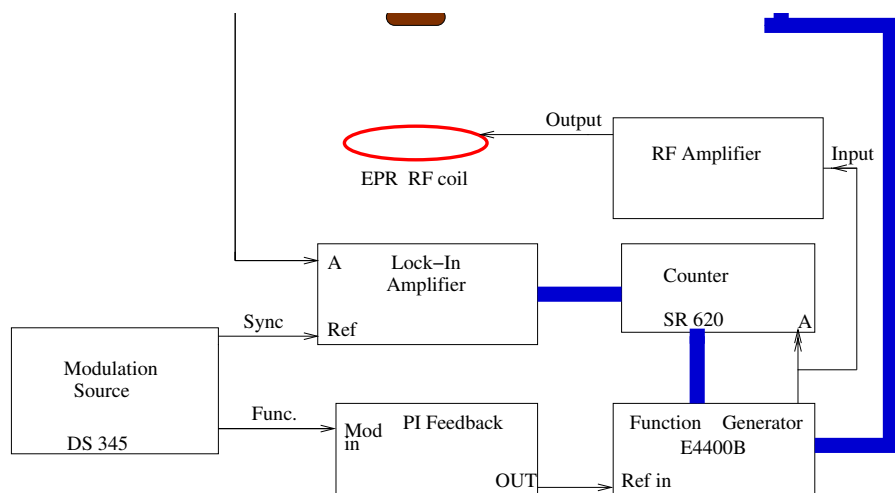 Output
RF Amplifier
Input
EPR RF coil
A
Lock−In
Amplifier
Ref
Counter
SR 620
A
Sync
Modulation
Source
DS 345
Func.
Mod
in
PI Feedback
OUT
Function Generator
E4400B
Ref in